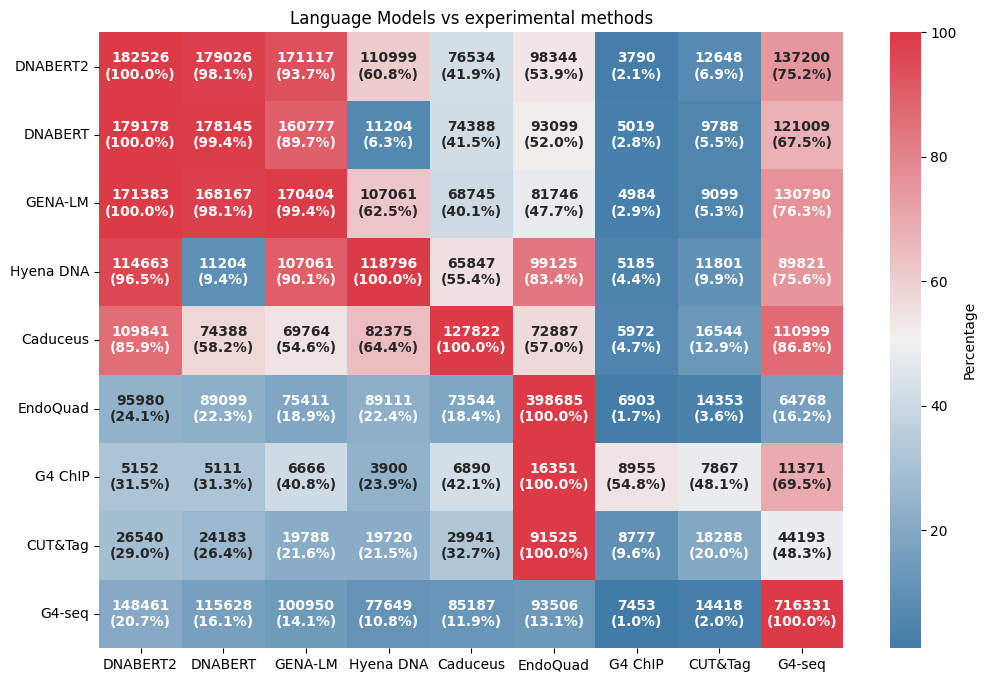 Language Models vs experimental methods
DNABERT2
182526 179026 171117 110999 76534 98344 3790 12648 137200
(100.0%) (98.1%) (93.7%) (60.8%) (41.9%) (53.9%) (2.1%) (6.9%) (75.2%)
DNABERT
179178 178145 160777 11204 74388 93099 5019 9788 121009
(100.0%) (99.4%) (89.7%) (6.3%) (41.5%) (52.0%) (2.8%) (5.5%) (67.5%)
GENA-LM
171383 168167 170404 107061 68745 81746 4984 9099 130790
(100.0%) (98.1%) (99.4%) (62.5%) (40.1%) (47.7%) (2.9%) (5.3%) (76.3%)
Hyena DNA
114663 11204 107061 118796 65847 99125 5185 11801 89821
(96.5%) (9.4%) (90.1%) (100.0%) (55.4%) (83.4%) (4.4%) (9.9%) (75.6%)
Caduceus
109841 74388 69764 82375 127822 72887 5972 16544 110999
(85.9%) (58.2%) (54.6%) (64.4%) (100.0%) (57.0%) (4.7%) (12.9%) (86.8%)
EndoQuad
95980 89099 75411 89111 73544 398685 6903 14353 64768
(24.1%) (22.3%) (18.9%) (22.4%) (18.4%) (100.0%) (1.7%) (3.6%) (16.2%)
G4 ChIP
5152 5111 6666 3900 6890 16351 8955 7867 11371
(31.5%) (31.3%) (40.8%) (23.9%) (42.1%) (100.0%) (54.8%) (48.1%) (69.5%)
CUT&Tag
26540 24183 19788 19720 29941 91525 8777 18288 44193
(29.0%) (26.4%) (21.6%) (21.5%) (32.7%) (100.0%) (9.6%) (20.0%) (48.3%)
G4-seq
148461 115628 100950 77649 85187 93506 7453 14418 716331
(20.7%) (16.1%) (14.1%) (10.8%) (11.9%) (13.1%) (1.0%) (2.0%) (100.0%)
DNABERT2 DNABERT GENA-LM Hyena DNA Caduceus EndoQuad G4 ChIP CUT&Tag G4-seq
100
80
60
40
20
Percentage